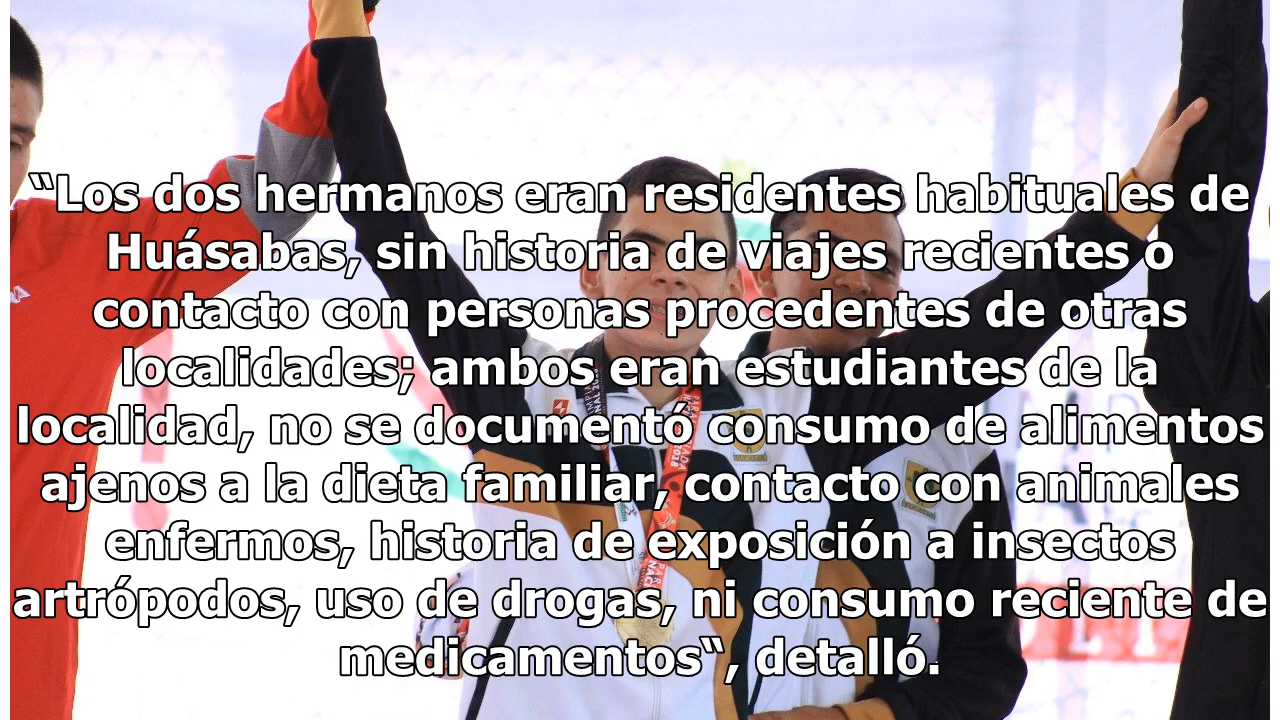 “Los dos hermanos eran residentes habituales de
Huásabas, sin historia de viajes recientes o
contacto con personas procedentes de otras
localidades; ambos eran estudiantes de la
localidad, no se documentó consumo de alimentos
ajenos a la dieta familiar, contacto con animales
enfermos, historia de exposición a insectos
artrópodos, uso de drogas, ni consumo reciente de
medicamentos“, detalló.